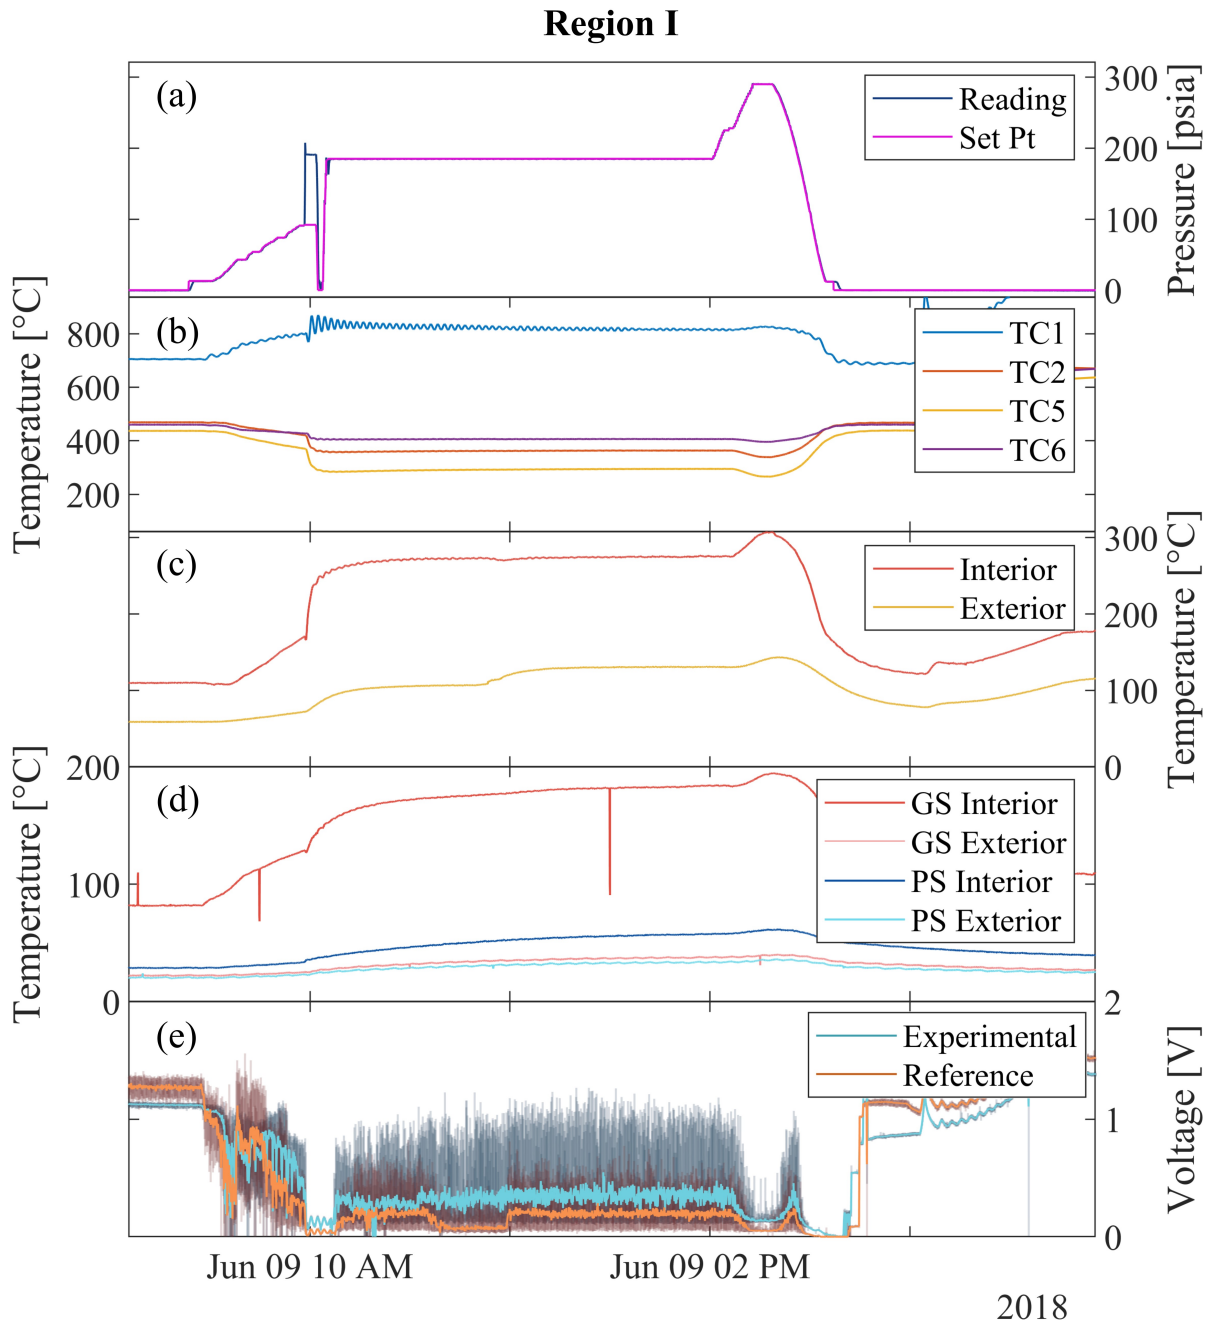 Region I
(a)
Reading
Set Pt
300
200
100
0
Pressure [psia]
(b)
800
600
400
200
Temperature [°C]
TC1
TC2
TC5
TC6
(c)
Interior
Exterior
300
200
100
0
Temperature [°C]
(d)
200
100
0
Temperature [°C]
GS Interior
GS Exterior
PS Interior
PS Exterior
(e)
Experimental
Reference
2
1
0
Voltage [V]
Jun 09 10 AM
Jun 09 02 PM
2018